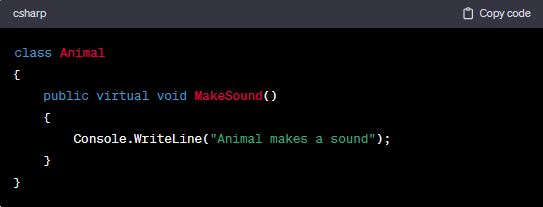 csharp Copy code
class Animal
{
    public virtual void MakeSound()
    {
        Console.WriteLine("Animal makes a sound");
    }
}